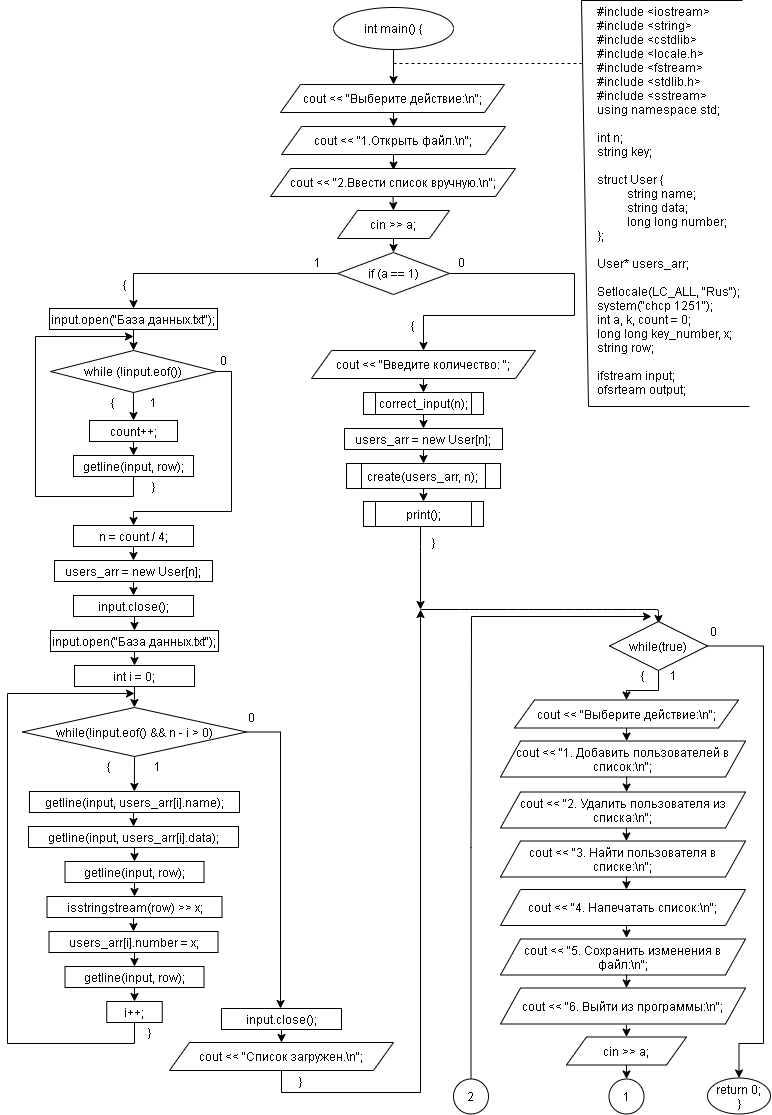 int main() {
#include <iostream>
#include <string>
#include <cstdlib>
#include <locale.h>
#include <fstream>
#include <stdlib.h>
#include <sstream>
using namespace std;
int n;
string key;
struct User {
string name;
string data;
long long number;
};
User* users_arr;
Setlocale(LC_ALL, "Rus");
system("chcp 1251");
int a, k, count = 0;
long long key_number, x;
string row;
ifstream input;
ofsrteam output;
cout << "Выберите действие:\n";
cout << "1.Открыть файл.\n";
cout << "2.Ввести список вручную.\n";
cin >> a;
if (a == 1)
1
0
{
input.open("База данных.txt");
while (!input.eof())
0
{
1
count++;
getline(input, row);
}
n = count / 4;
users_arr = new User[n];
input.close();
input.open("База данных.txt");
int i = 0;
while(!input.eof() && n - i > 0)
0
{
1
getline(input, users_arr[i].name);
getline(input, users_arr[i].data);
getline(input, row);
isstringstream(row) >> x;
users_arr[i].number = x;
getline(input, row);
i++;
}
input.close();
cout << "Список загружен.\n";
}
{
cout << "Введите количество: ";
correct_input(n);
users_arr = new User[n];
create(users_arr, n);
print();
}
while(true)
0
{
1
cout << "Выберите действие:\n";
cout << "1. Добавить пользователей в
список:\n";
cout << "2. Удалить пользователя из
списка:\n";
cout << "3. Найти пользователя в
списке:\n";
cout << "4. Напечатать список:\n";
cout << "5. Сохранить изменения в
файл:\n";
cout << "6. Выйти из программы:\n";
cin >> a;
2
1
return 0;
}